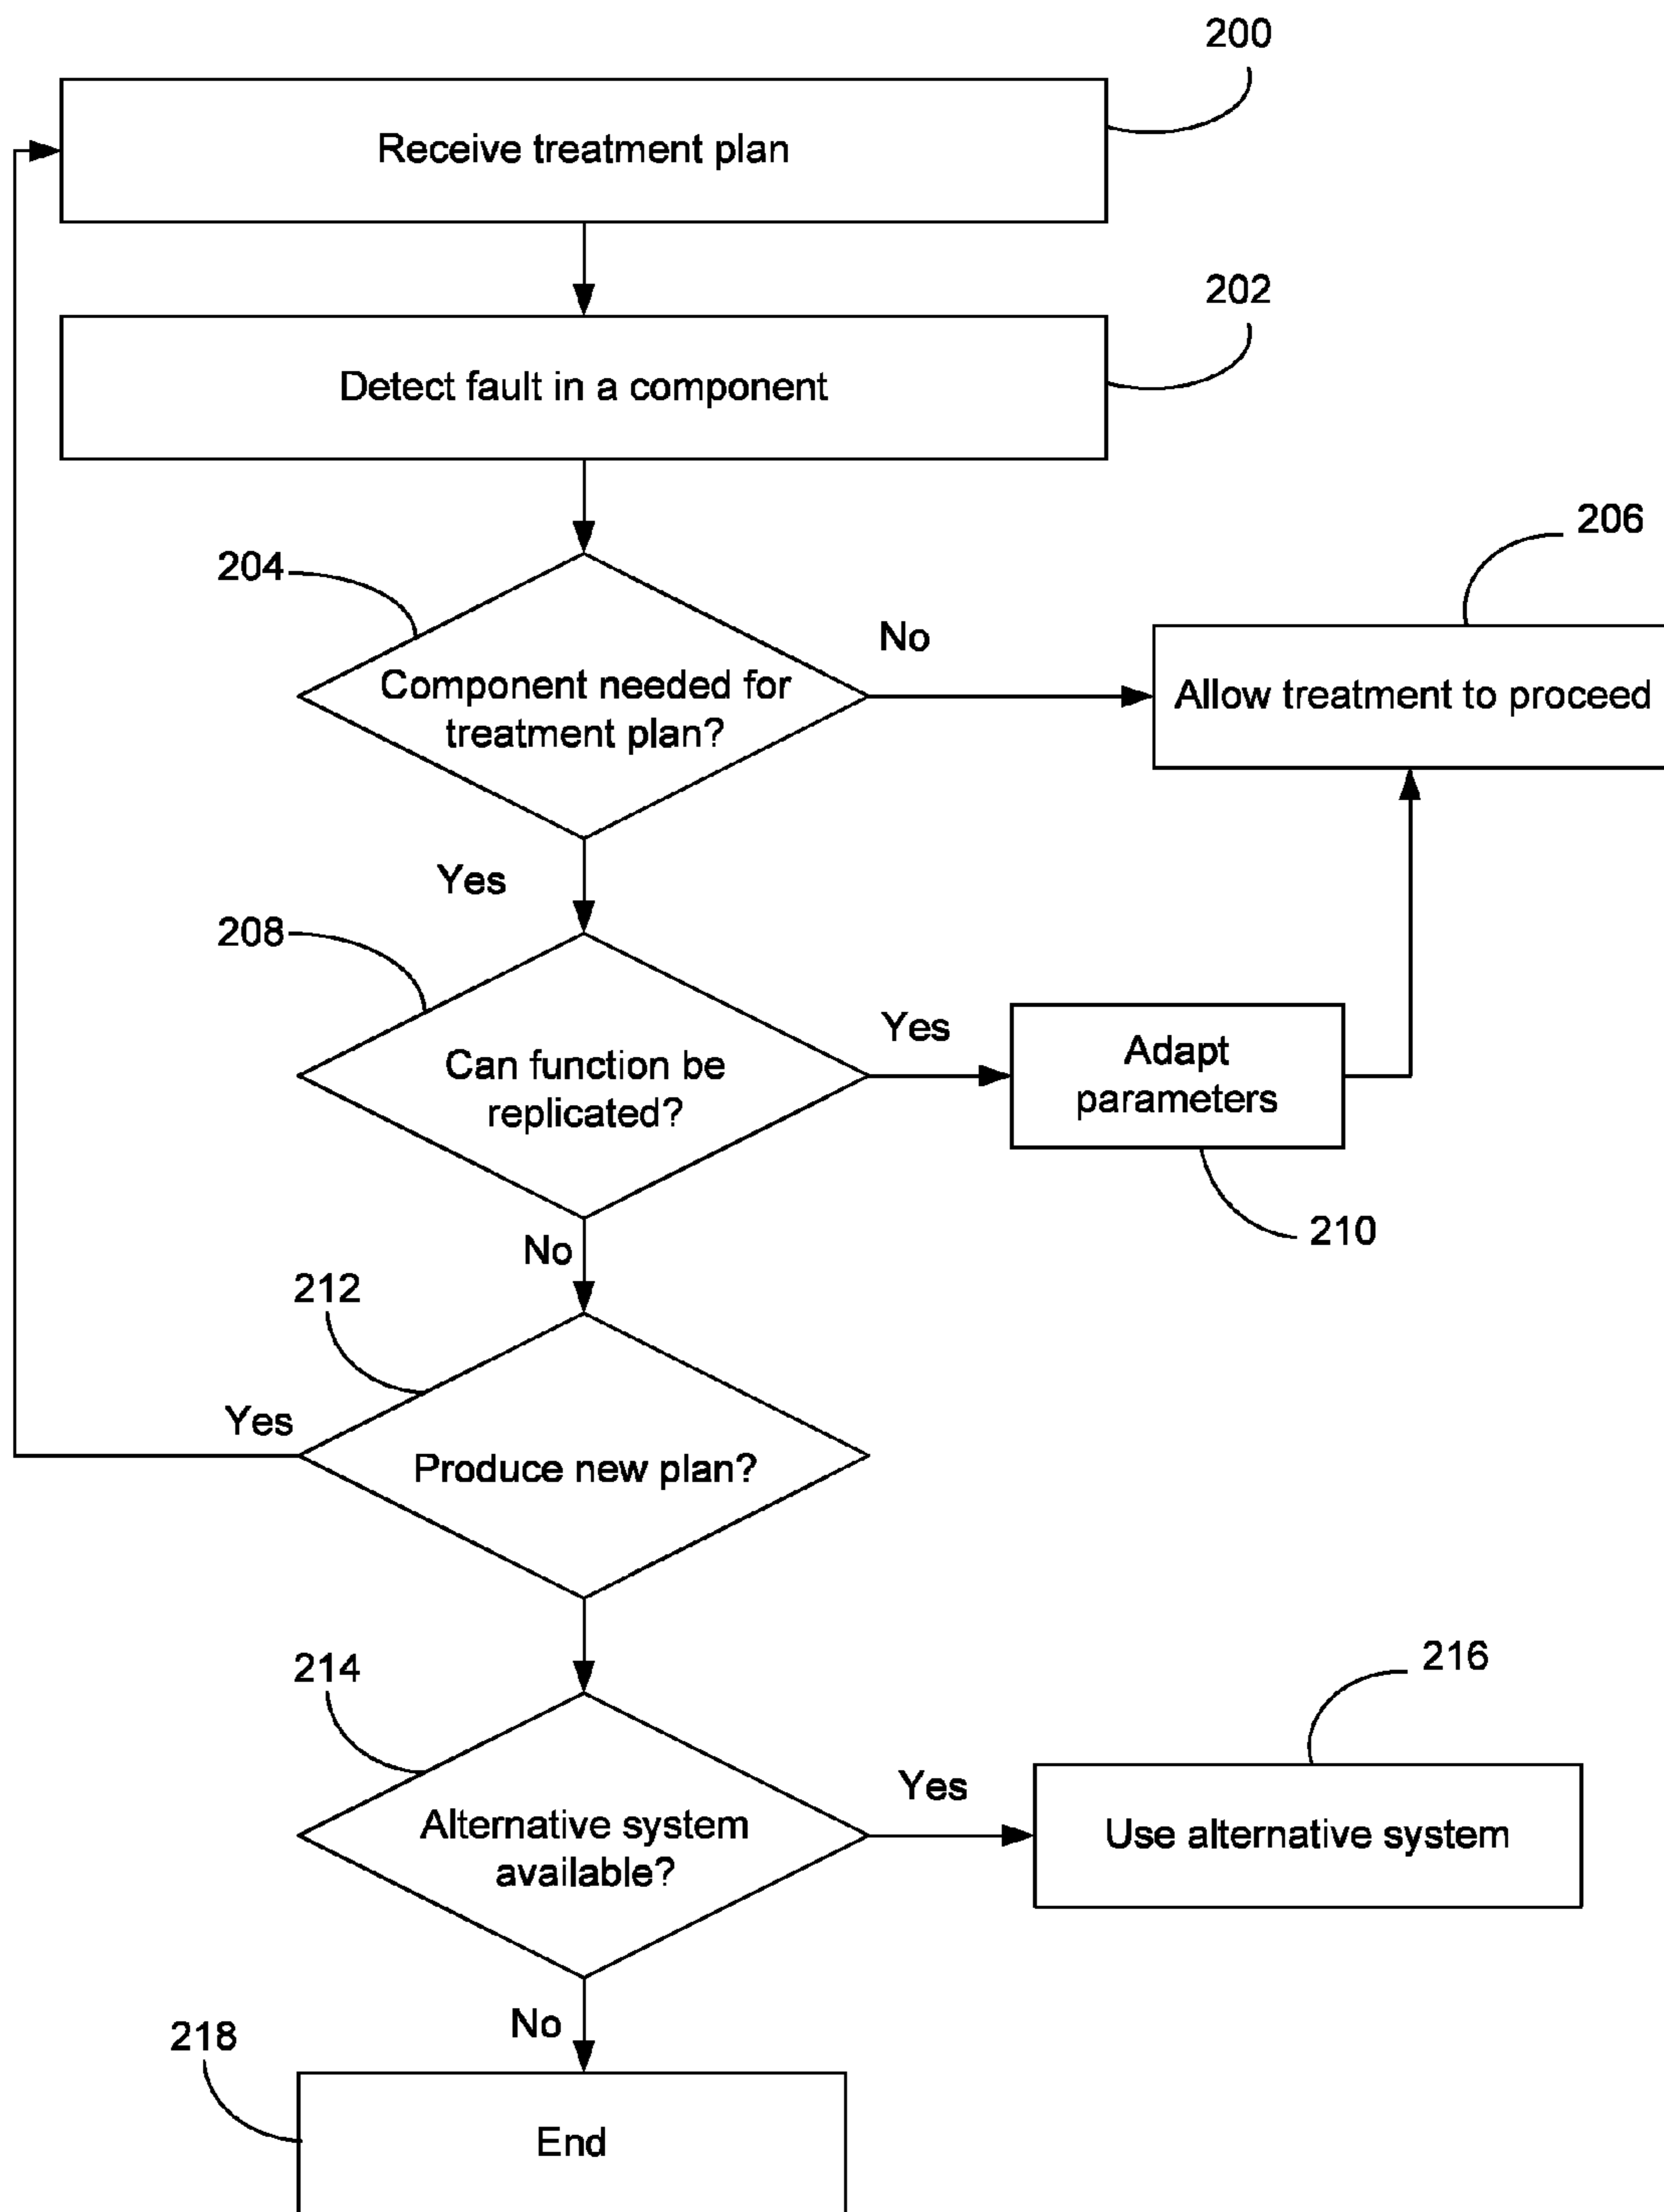 200
Receive treatment plan
202
Detect fault in a component
206
204
No
Component needed for
treatment plan?
Allow treatment to proceed
Yes
208
Yes
Can function be
replicated?
Adapt
parameters
210
No
212
Yes
Produce new plan?
214
216
Yes
Alternative system
available?
Use alternative system
No
218
End